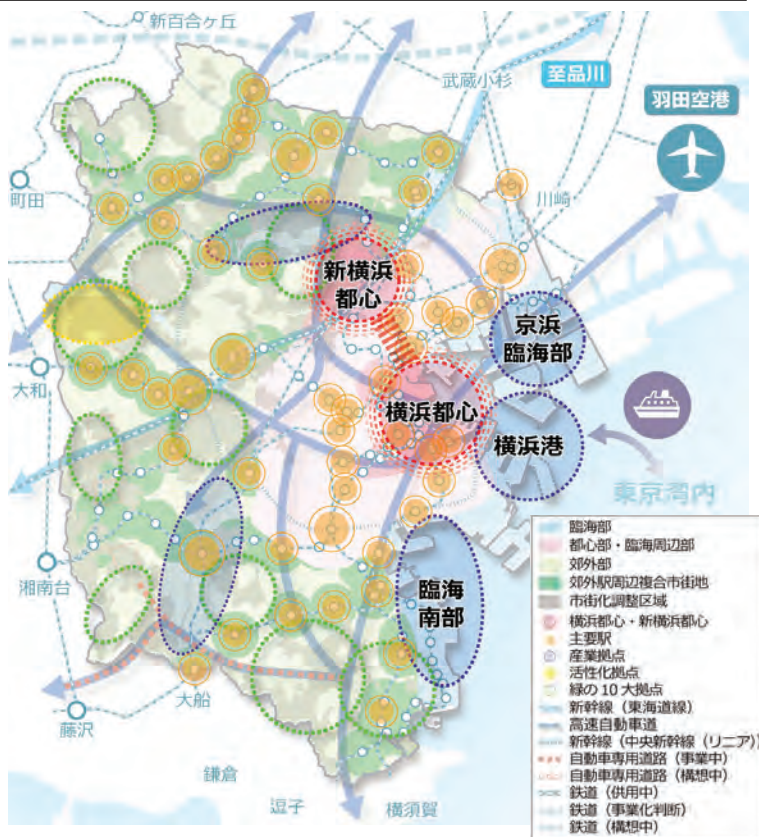 新百合ヶ丘
武蔵小杉
至品川
羽田空港
町田
川崎
新横浜
都心
京浜
臨海部
大和
横浜都心
横浜港
東京湾内
湘南台
臨海
南部
大船
藤沢
鎌倉
逗子
横須賀
臨海部
都心部・臨海周辺部
郊外部
郊外駅周辺複合市街地
市街化調整区域
横浜都心・新横浜都心
主要駅
産業拠点
活性化拠点
緑の10大拠点
新幹線（東海道線）
高速自動車道
新幹線（中央新幹線（リニア））
自動車専用道路（事業中）
自動車専用道路（構想中）
鉄道（供用中）
鉄道（事業化判断）
鉄道（構想中）